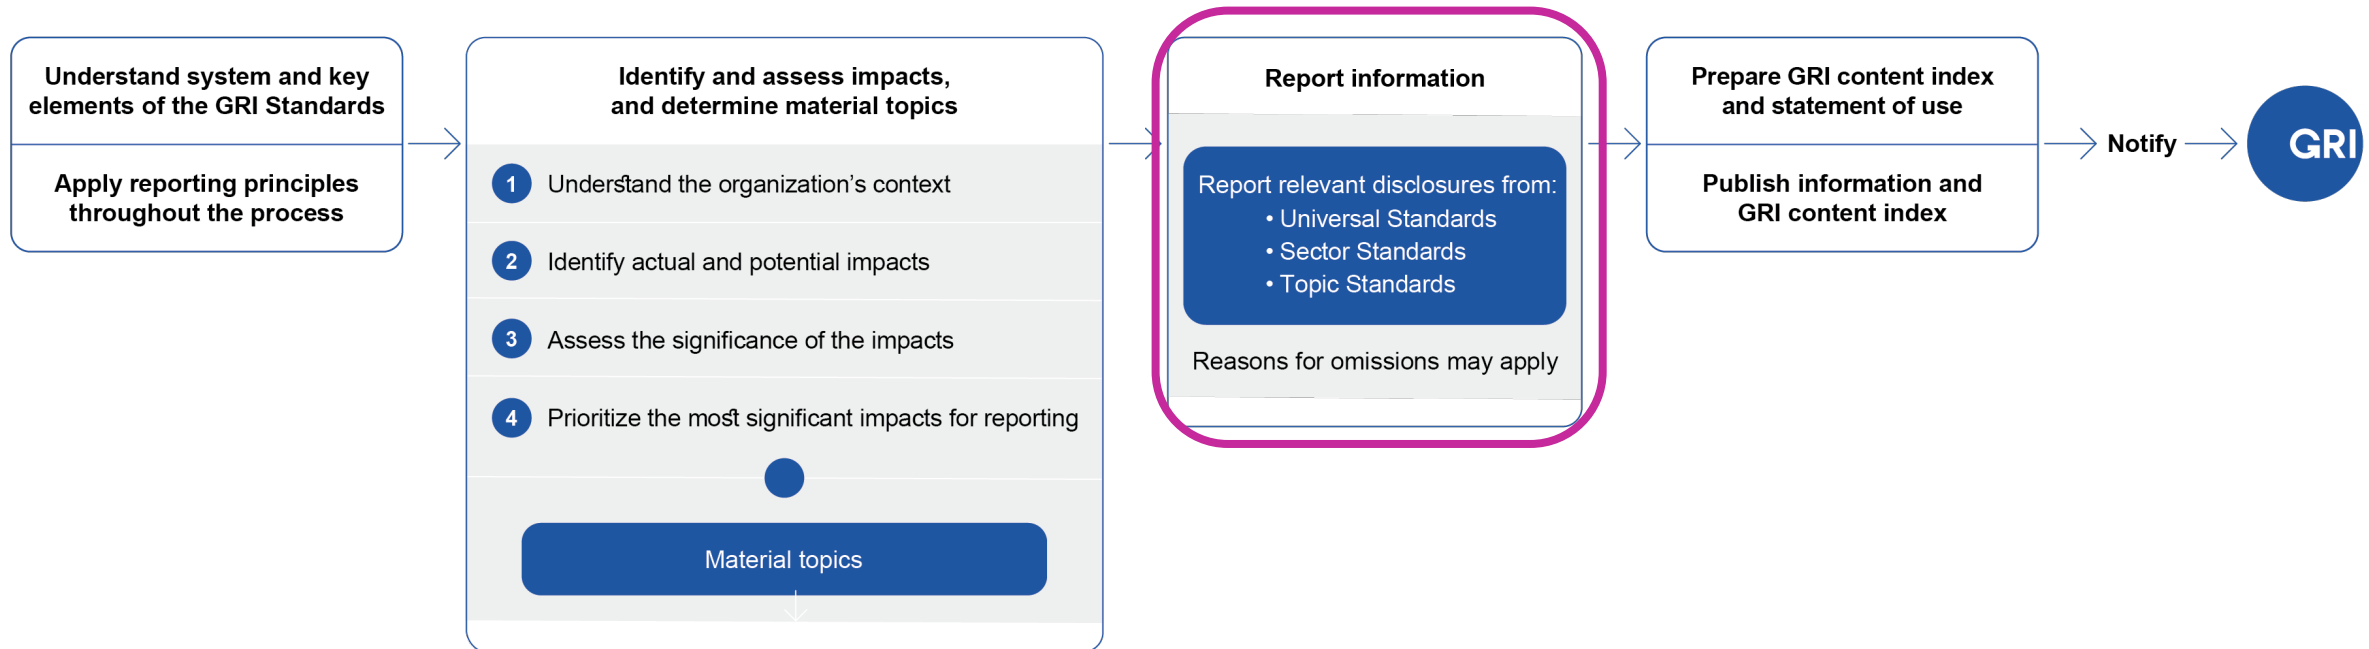 Understand system and key
elements of the GRI Standards
Apply reporting principles
throughout the process
Identify and assess impacts,
and determine material topics
1 Understand the organization's context
2 Identify actual and potential impacts
3 Assess the significance of the impacts
4 Prioritize the most significant impacts for reporting
Material topics
Report information
Report relevant disclosures from:
• Universal Standards
• Sector Standards
• Topic Standards
Reasons for omissions may apply
Prepare GRI content index
and statement of use
Publish information and
GRI content index
Notify
GRI